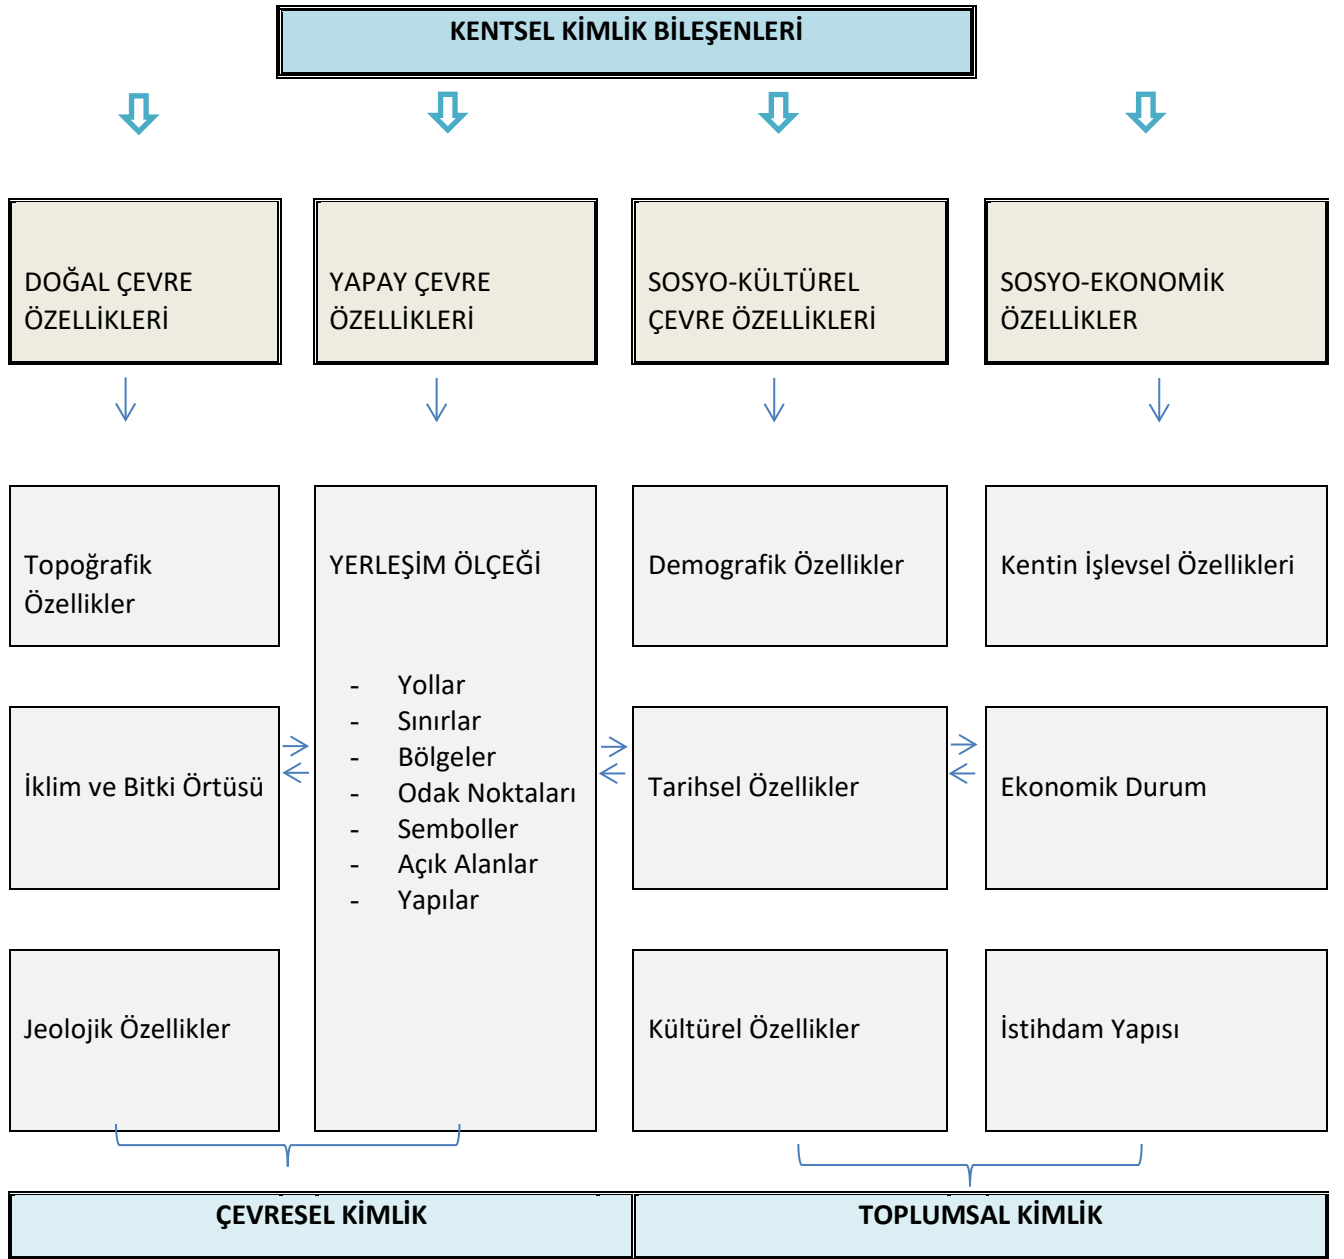 KENTSEL KİMLİK BİLEŞENLERİ
DOĞAL ÇEVRE
ÖZELLİKLERİ
YAPAY ÇEVRE
ÖZELLİKLERİ
SOSYO-KÜLTÜREL
ÇEVRE ÖZELLİKLERİ
SOSYO-EKONOMİK
ÖZELLİKLER
Topoğrafik
Özellikler
İklim ve Bitki Örtüsü
Jeolojik Özellikler
YERLEŞİM ÖLÇEĞİ
- Yollar
- Sınırlar
- Bölgeler
- Odak Noktaları
- Semboller
- Açık Alanlar
- Yapılar
Demografik Özellikler
Tarihsel Özellikler
Kültürel Özellikler
Kentin İşlevsel Özellikleri
Ekonomik Durum
İstihdam Yapısı
ÇEVRESEL KİMLİK
TOPLUMSAL KİMLİK